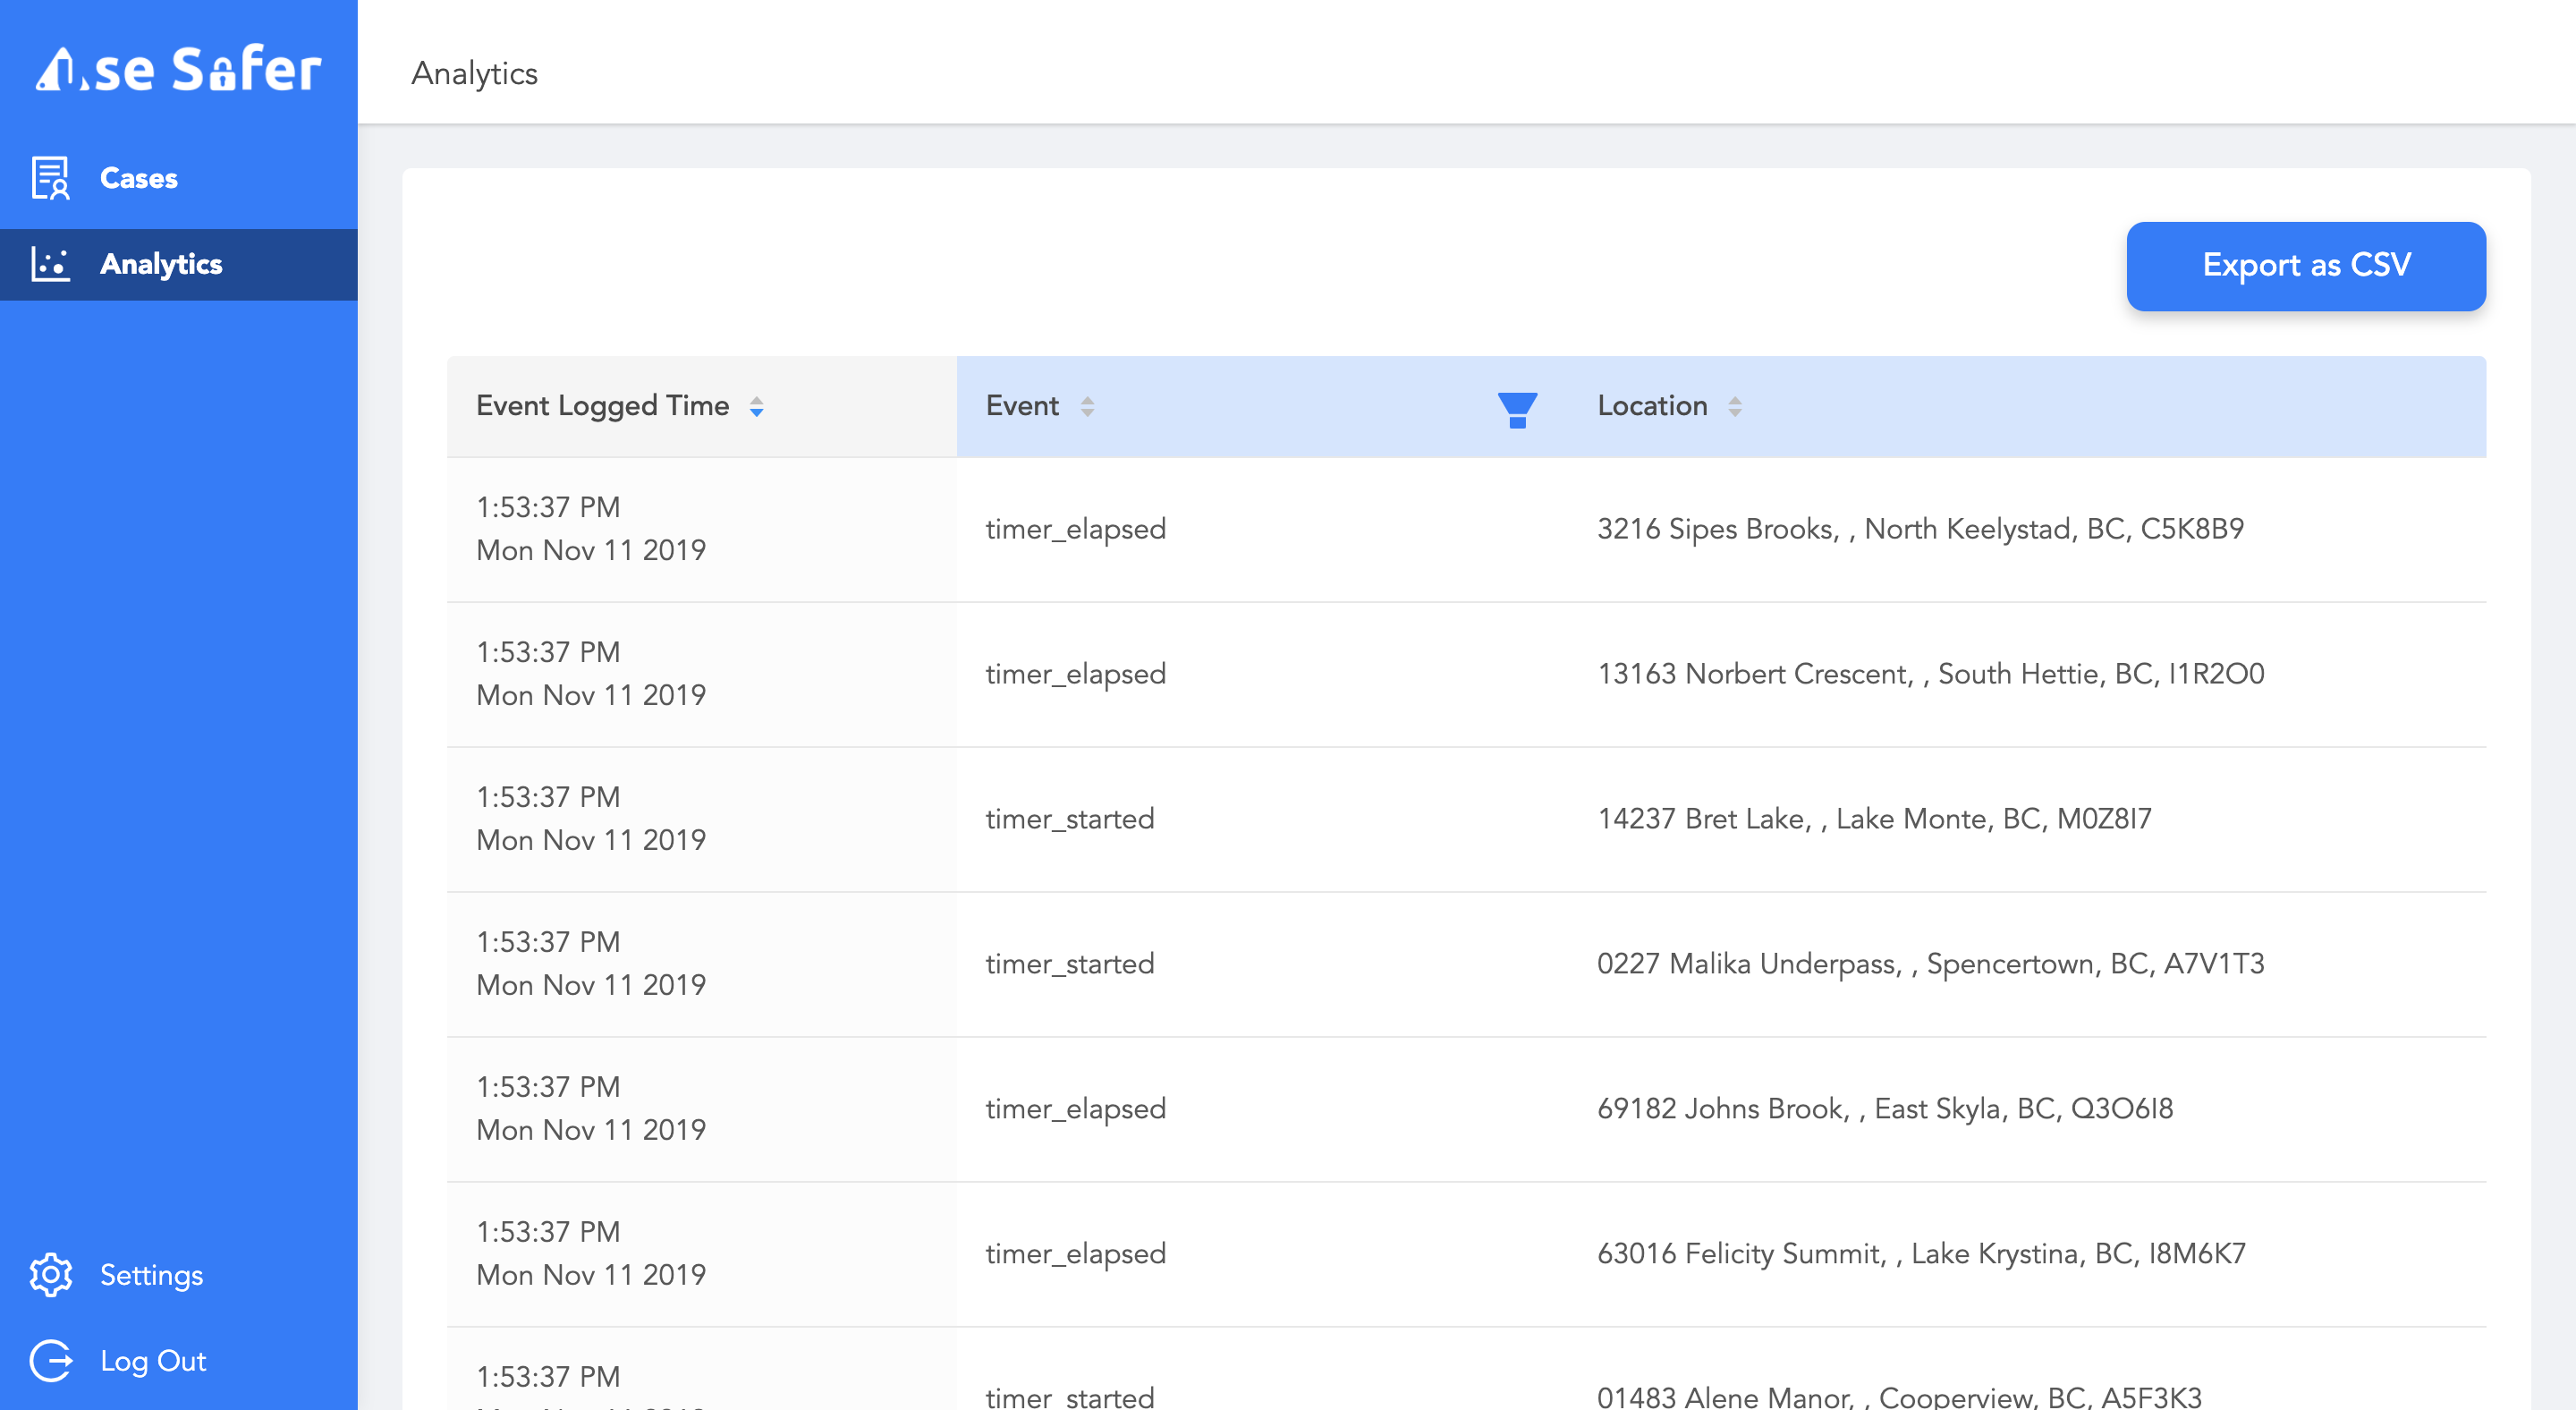 Use Safer
Analytics
Cases
Analytics
Export as CSV
Event Logged Time Event Location
1:53:37 PM
Mon Nov 11 2019
timer_elapsed
3216 Sipes Brooks, , North Keelystad, BC, C5K8B9
1:53:37 PM
Mon Nov 11 2019
timer_elapsed
13163 Norbert Crescent, , South Hettie, BC, I1R2O0
1:53:37 PM
Mon Nov 11 2019
timer_started
14237 Bret Lake, , Lake Monte, BC, M0Z8I7
1:53:37 PM
Mon Nov 11 2019
timer_started
0227 Malika Underpass, , Spencertown, BC, A7V1T3
1:53:37 PM
Mon Nov 11 2019
timer_elapsed
69182 Johns Brook, , East Skyla, BC, Q3O6I8
1:53:37 PM
Mon Nov 11 2019
timer_elapsed
63016 Felicity Summit, , Lake Krystina, BC, I8M6K7
1:53:37 PM
timer_started
01483 Alene Manor, , Cooperview, BC, A5F3K3
Settings
Log Out